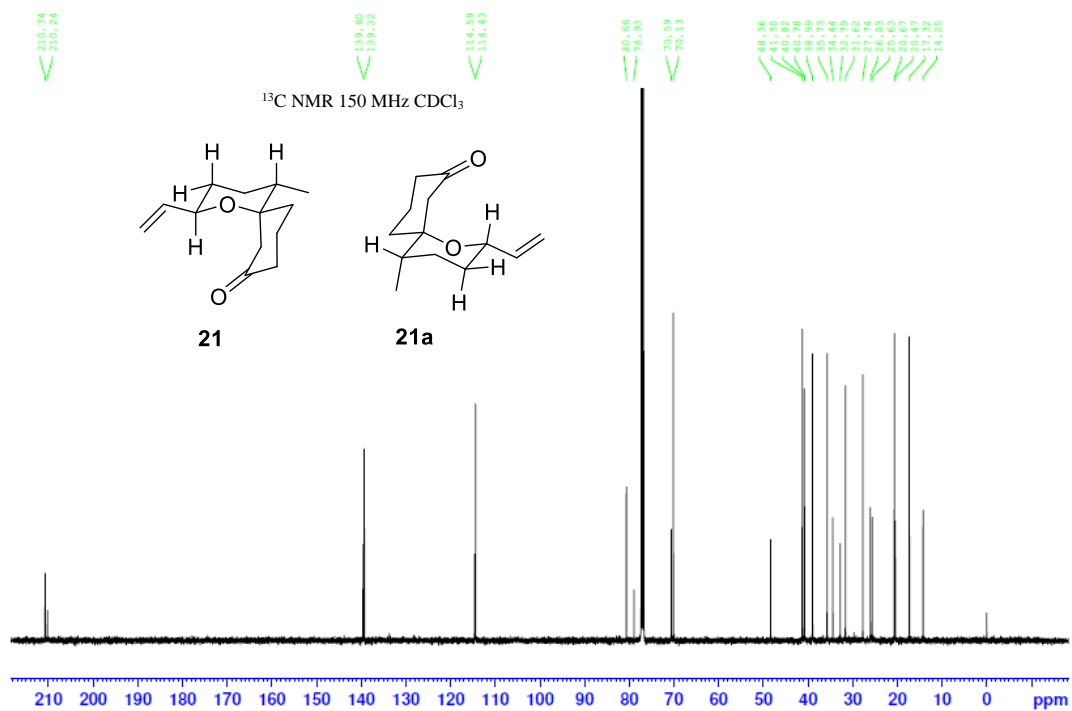 210.74
210.24
139.60
139.32
114.59
114.43
80.66
78.93
70.59
70.13
48.36
41.30
40.82
40.78
38.99
35.73
34.44
32.79
31.62
27.74
26.03
25.63
20.67
20.47
17.32
14.25
¹³C NMR 150 MHz CDCl₃
H H
H O
H
O
21
O
H
H O
H
H
21a
210 200 190 180 170 160 150 140 130 120 110 100 90 80 70 60 50 40 30 20 10 0 ppm